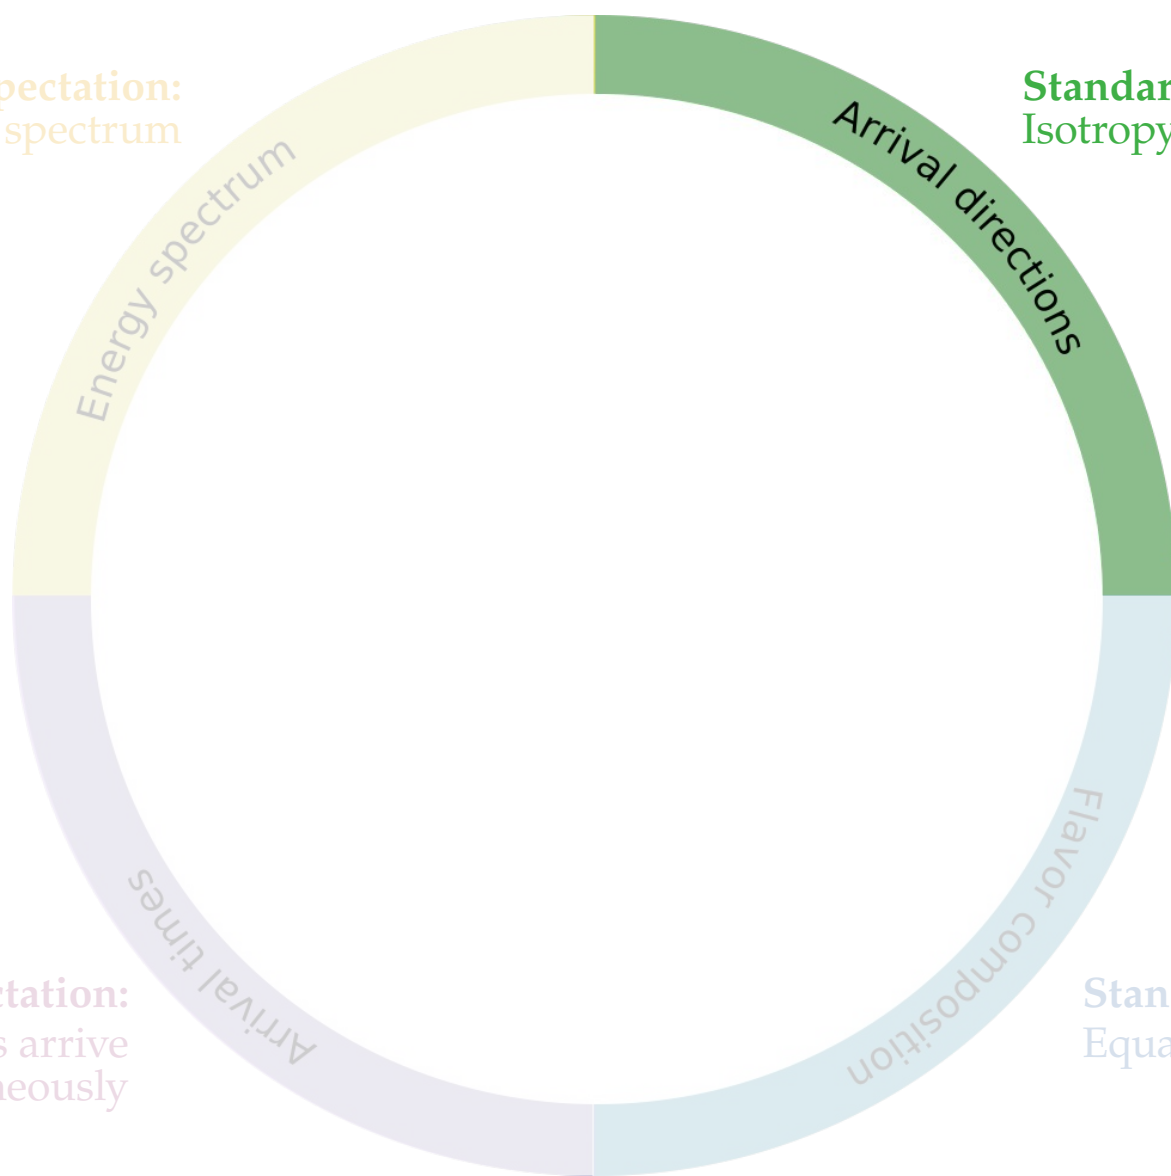 pectation:
spectrum
Standar
Isotropy
Energy spectrum
Arrival directions
Arrival times
Flavor composition
ctation:
s arrive
neously
Stan
Equa